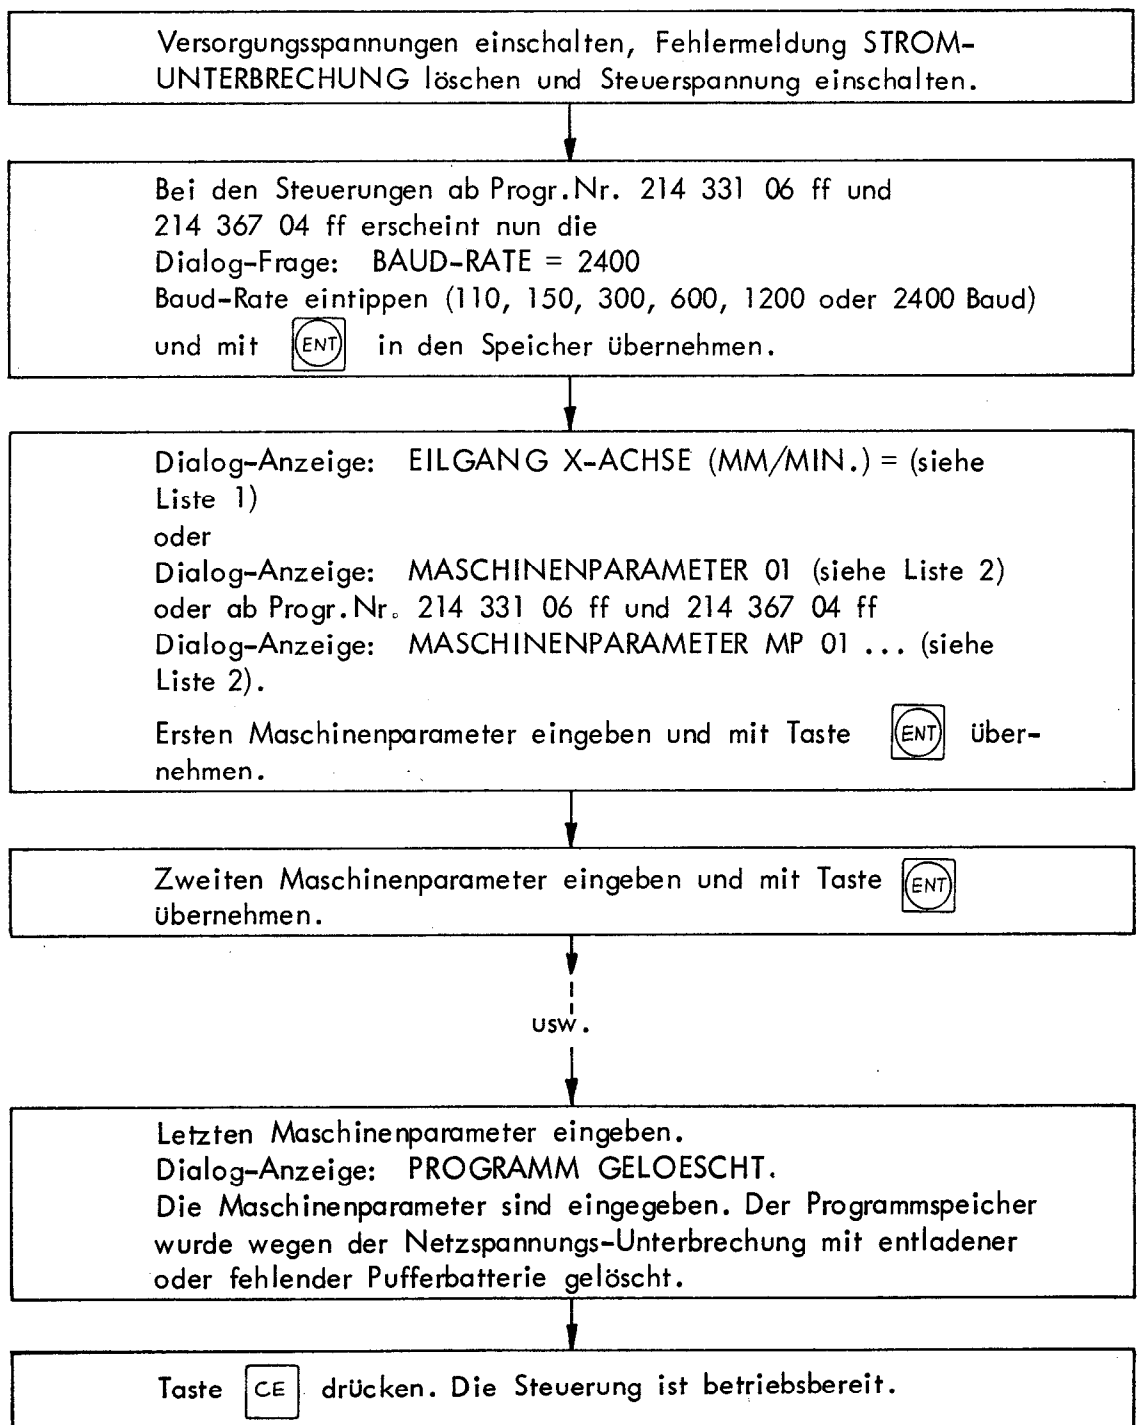 Versorgungsspannungen einschalten, Fehlermeldung STROM-
UNTERBRECHUNG löschen und Steuerspannung einschalten.
Bei den Steuerungen ab Progr.Nr. 214 331 06 ff und
214 367 04 ff erscheint nun die
Dialog-Frage: BAUD-RATE = 2400
Baud-Rate eintippen (110, 150, 300, 600, 1200 oder 2400 Baud)
und mit ENT in den Speicher übernehmen.
Dialog-Anzeige: EILGANG X-ACHSE (MM/MIN.) = (siehe
Liste 1)
oder
Dialog-Anzeige: MASCHINENPARAMETER 01 (siehe Liste 2)
oder ab Progr.Nr. 214 331 06 ff und 214 367 04 ff
Dialog-Anzeige: MASCHINENPARAMETER MP 01 ... (siehe
Liste 2).
Ersten Maschinenparameter eingeben und mit Taste ENT über-
nehmen.
Zweiten Maschinenparameter eingeben und mit Taste ENT
übernehmen.
usw.
Letzten Maschinenparameter eingeben.
Dialog-Anzeige: PROGRAMM GELOESCHT.
Die Maschinenparameter sind eingegeben. Der Programmspeicher
wurde wegen der Netzspannungs-Unterbrechung mit entladener
oder fehlender Pufferbatterie gelöscht.
Taste CE drücken. Die Steuerung ist betriebsbereit.